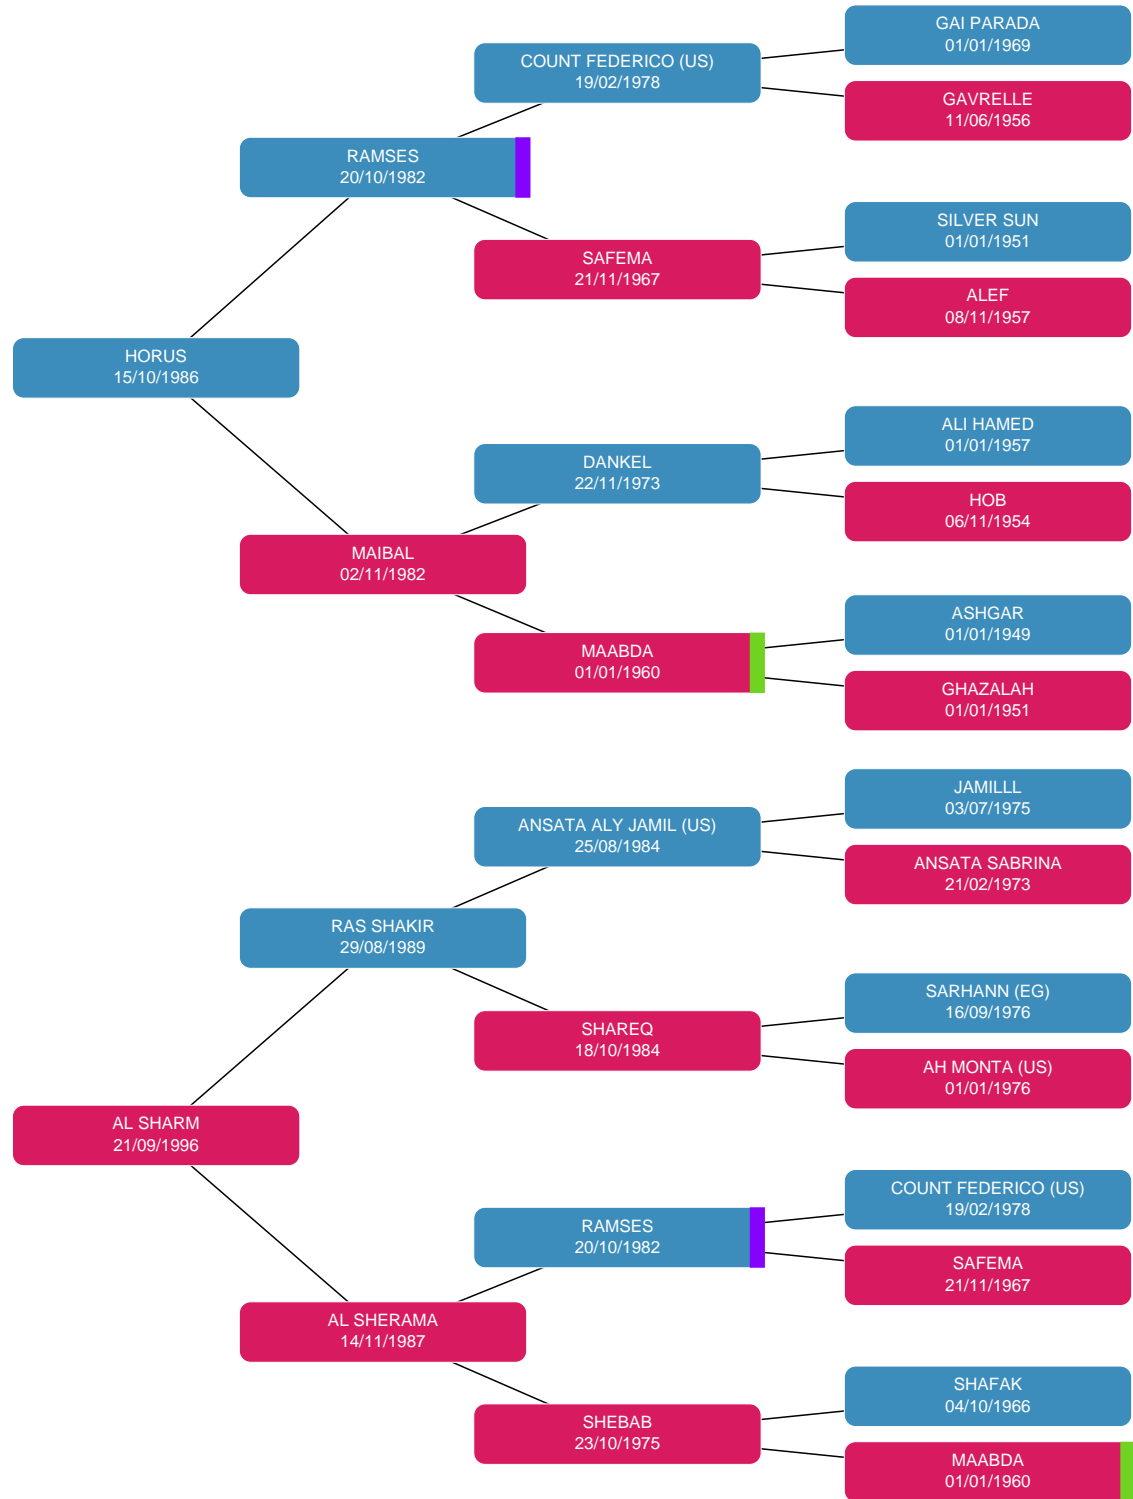 GAI PARADA
01/01/1969
COUNT FEDERICO (US)
19/02/1978
GAVRELLE
11/06/1956
RAMSES
20/10/1982
SILVER SUN
01/01/1951
SAFEMA
21/11/1967
ALEF
08/11/1957
HORUS
15/10/1986
ALI HAMED
01/01/1957
DANKEL
22/11/1973
HOB
06/11/1954
MAIBAL
02/11/1982
ASHGAR
01/01/1949
MAABDA
01/01/1960
GHAZALAH
01/01/1951
JAMILLL
03/07/1975
ANSATA ALY JAMIL (US)
25/08/1984
ANSATA SABRINA
21/02/1973
RAS SHAKIR
29/08/1989
SARHANN (EG)
16/09/1976
SHAREQ
18/10/1984
AH MONTA (US)
01/01/1976
AL SHARM
21/09/1996
COUNT FEDERICO (US)
19/02/1978
RAMSES
20/10/1982
SAFEMA
21/11/1967
AL SHERAMA
14/11/1987
SHAFAK
04/10/1966
SHEBAB
23/10/1975
MAABDA
01/01/1960